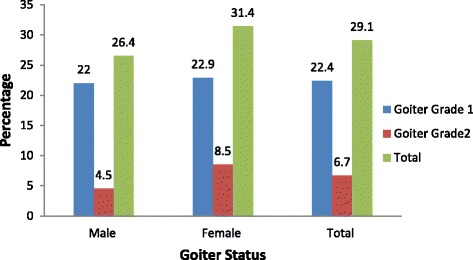 35
30
25
20
15
10
5
0
Percentage
22
4.5
26.4
22.9
8.5
31.4
22.4
6.7
29.1
Male
Female
Total
Goiter Status
Goiter Grade 1
Goiter Grade2
Total